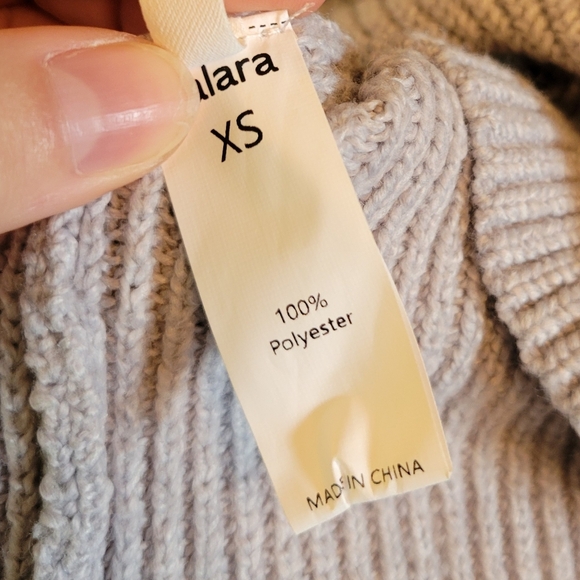 alara
XS
100%
Polyester
MADE IN CHINA